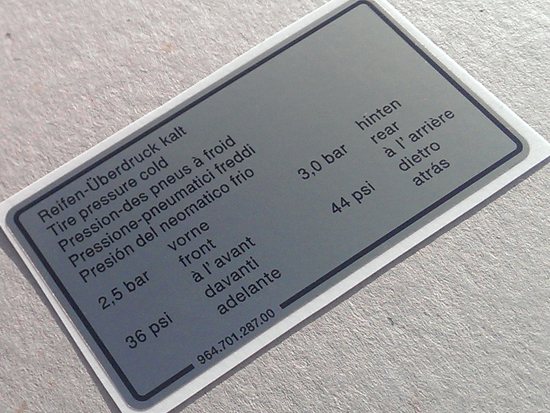 Reifen-Überdruck kalt
Tire pressure cold
Pression-des pneus à froid
Pressione-pneumatici freddi
Presión del neomatico frio
2,5 bar vorne
front
36 psi à l'avant
davanti
adelante
3,0 bar hinten
rear
44 psi à l'arrière
dietro
atrás
964.701.287.00